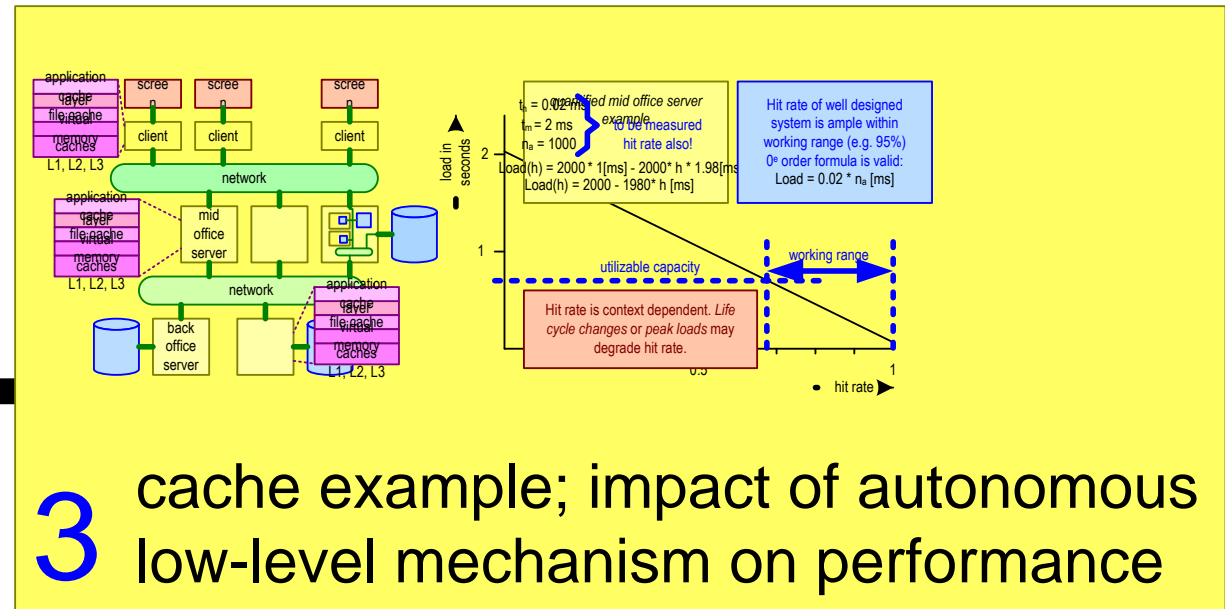 application
cache
layer
file cache
virtual
memory
caches
L1, L2, L3
scree
n
scree
n
scree
n
client
client
client
network
application
cache
layer
file cache
virtual
memory
caches
L1, L2, L3
mid
office
server
network
application
cache
layer
file cache
virtual
memory
caches
L1, L2, L3
back
office
server
load in
seconds
2
1
0.5
1
hit rate
quantified mid office server
example
tₕ = 0.02 ms
tₘ = 2 ms
nₐ = 1000
to be measured
hit rate also!
Load(h) = 2000 * 1[ms] - 2000* h * 1.98[ms
Load(h) = 2000 - 1980* h [ms]
Hit rate of well designed
system is ample within
working range (e.g. 95%)
0ᵉ order formula is valid:
Load = 0.02 * nₐ [ms]
working range
utilizable capacity
Hit rate is context dependent. Life
cycle changes or peak loads may
degrade hit rate.
3
cache example; impact of autonomous
low-level mechanism on performance